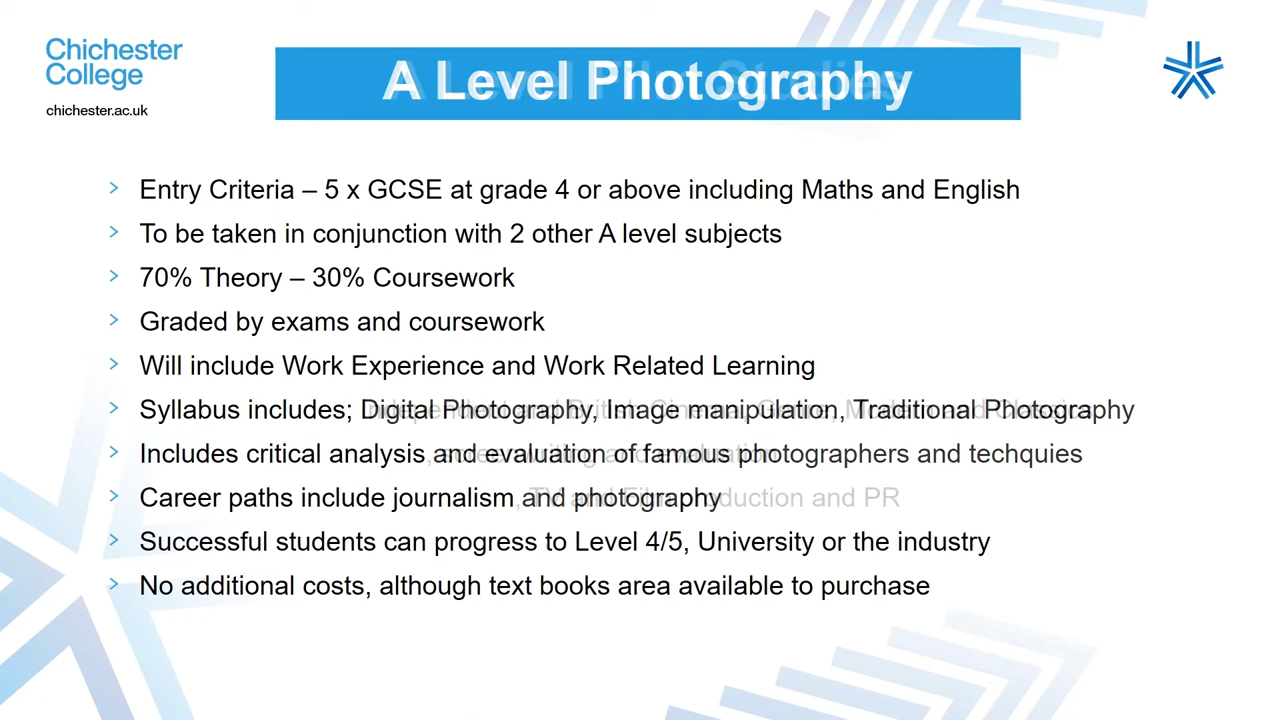 Chichester
College
chichester.ac.uk
A Level Photography
Entry Criteria – 5 x GCSE at grade 4 or above including Maths and English
To be taken in conjunction with 2 other A level subjects
70% Theory – 30% Coursework
Graded by exams and coursework
Will include Work Experience and Work Related Learning
Syllabus includes; Digital Photography, Image manipulation, Traditional Photography
Includes critical analysis and evaluation of famous photographers and techquies
Career paths include journalism and photography
Successful students can progress to Level 4/5, University or the industry
No additional costs, although text books area available to purchase